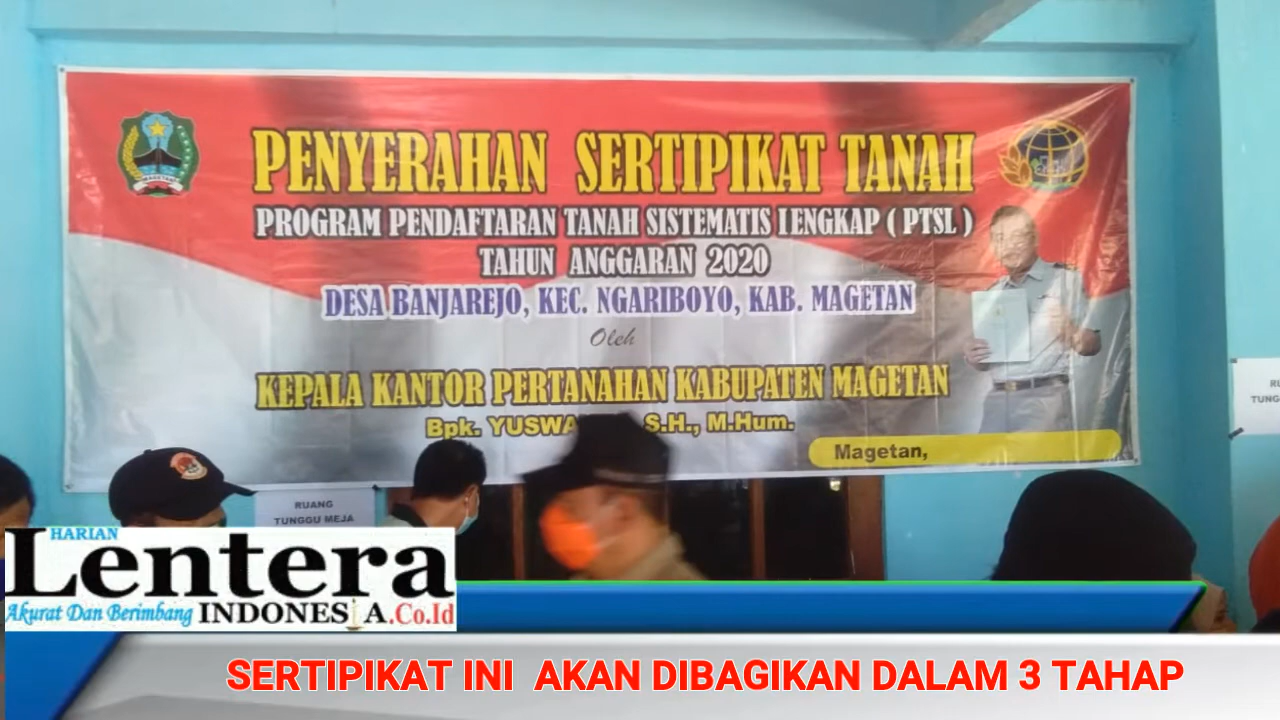 PENYERAHAN SERTIPIKAT TANAH
PROGRAM PENDAFTARAN TANAH SISTEMATIS LENGKAP ( PTSL )
TAHUN ANGGARAN 2020
DESA BANJAREJO, KEC. NGARIBOYO, KAB. MAGETAN
Oleh
KEPALA KANTOR PERTANAHAN KABUPATEN MAGETAN
Bpk. S.H., M.Hum.
Magetan,
MAGETAN
RUANG
TUNGGU MEJA
HARIAN
Lentera
Akurat Dan Berimbang INDONESIA.Co.Id
SERTIPIKAT INI AKAN DIBAGIKAN DALAM 3 TAHAP